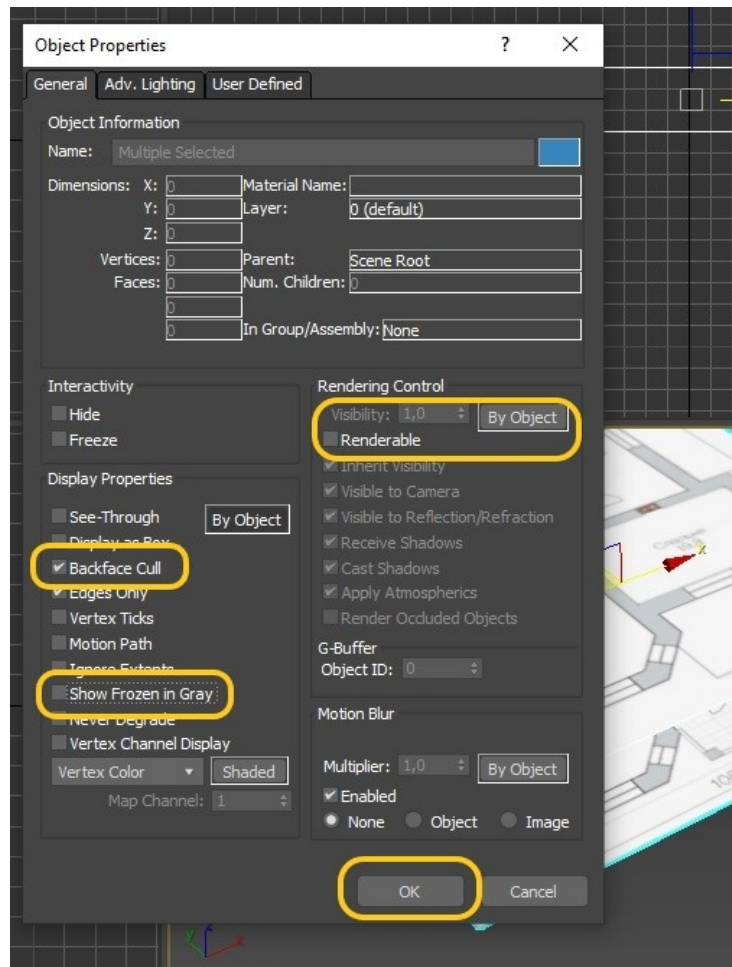 Object Properties ? ×
General Adv. Lighting User Defined
Object Information
Name: Multiple Selected
Dimensions: X: 0 Material Name:
Y: 0 Layer: 0 (default)
Z: 0
Vertices: 0 Parent: Scene Root
Faces: 0 Num. Children: 0
0
0 In Group/Assembly: None
Interactivity
Hide
Freeze
Display Properties
See-Through By Object
Display as Box
Backface Cull
Edges Only
Vertex Ticks
Motion Path
Ignore Extents
Show Frozen in Gray
Never Degrade
Vertex Channel Display
Vertex Color Shaded
Map Channel: 1
Rendering Control
Visibility: 1,0 By Object
Renderable
Inherit Visibility
Visible to Camera
Visible to Reflection/Refraction
Receive Shadows
Cast Shadows
Apply Atmospherics
Render Occluded Objects
G-Buffer
Object ID: 0
Motion Blur
Multiplier: 1,0 By Object
Enabled
None Object Image
OK Cancel
x
y z x